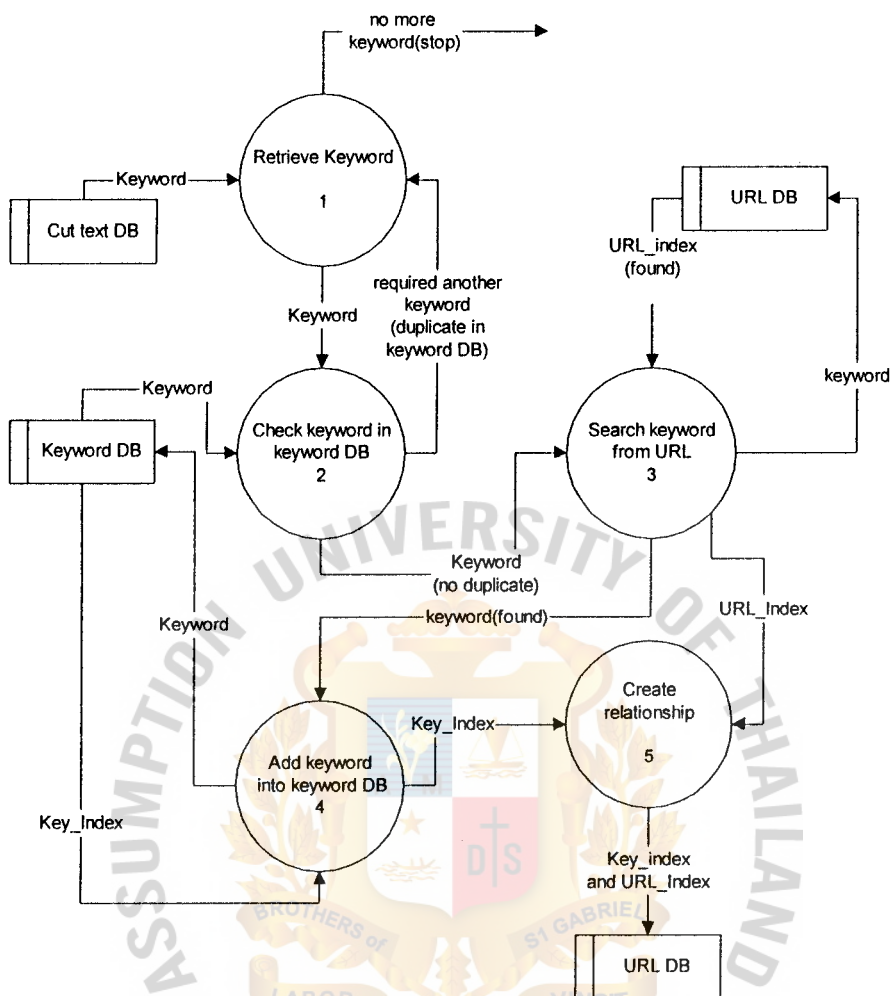 no more
keyword(stop)
Retrieve Keyword
1
Keyword
Cut text DB
URL DB
URL_index
(found)
required another
keyword
(duplicate in
keyword DB)
Keyword
keyword
Keyword
Check keyword in
keyword DB
2
Search keyword
from URL
3
Keyword DB
Keyword
(no duplicate)
keyword(found)
URL_Index
Keyword
Create
relationship
5
Key_Index
Add keyword
into keyword DB
4
Key_Index
Key_index
and URL_Index
URL DB
ASSUMPTION UNIVERSITY OF THAILAND
D S
BROTHERS of
S1 GABRIEL
LABOR
VINCIT